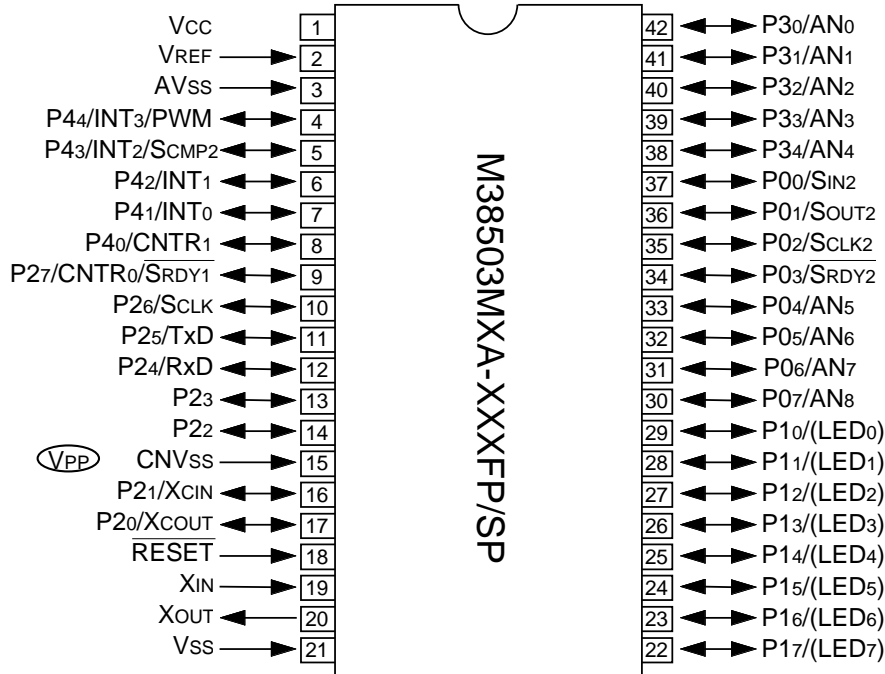 VCC 1
VREF 2
AVSS 3
P44/INT3/PWM 4
P43/INT2/SCMP2 5
P42/INT1 6
P41/INT0 7
P40/CNTR1 8
P27/CNTR0/SRDY1 9
P26/SCLK 10
P25/TxD 11
P24/RxD 12
P23 13
P22 14
VPP CNVSS 15
P21/XCIN 16
P20/XCOUT 17
RESET 18
XIN 19
XOUT 20
VSS 21
M38503MXA-XXXFP/SP
42 P30/AN0
41 P31/AN1
40 P32/AN2
39 P33/AN3
38 P34/AN4
37 P00/SIN2
36 P01/SOUT2
35 P02/SCLK2
34 P03/SRDY2
33 P04/AN5
32 P05/AN6
31 P06/AN7
30 P07/AN8
29 P10/(LED0)
28 P11/(LED1)
27 P12/(LED2)
26 P13/(LED3)
25 P14/(LED4)
24 P15/(LED5)
23 P16/(LED6)
22 P17/(LED7)